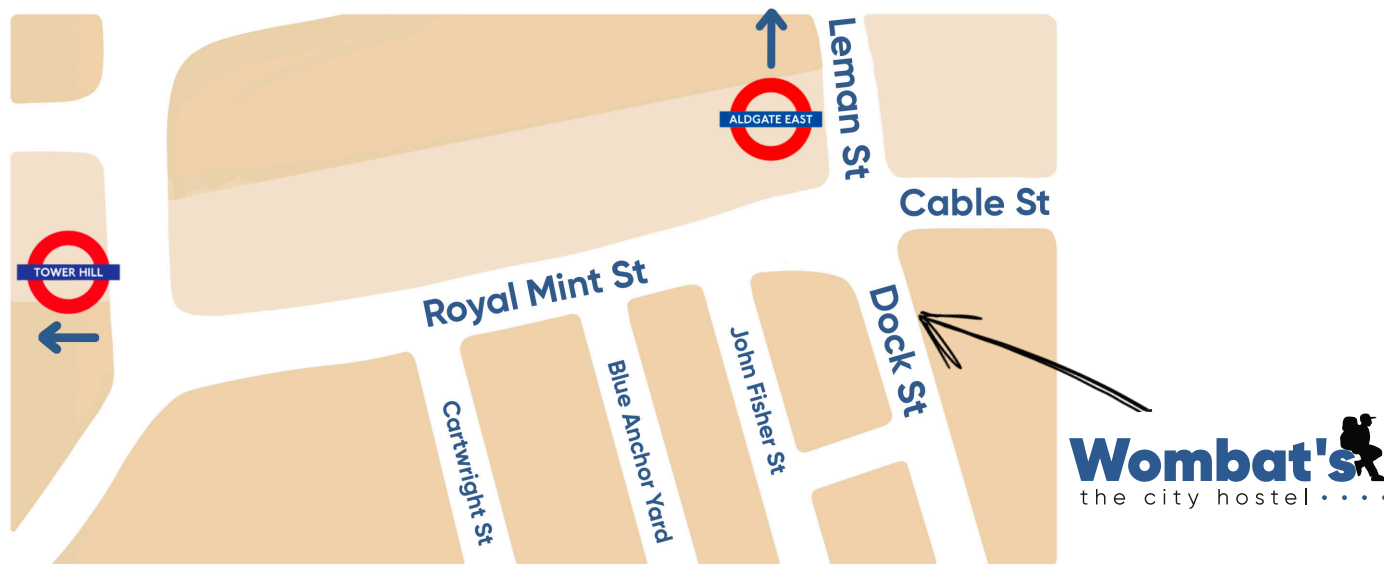 Leman St
ALDGATE EAST
Cable St
TOWER HILL
Royal Mint St
Dock St
John Fisher St
Blue Anchor Yard
Cartwright St
Wombat's
the city hostel